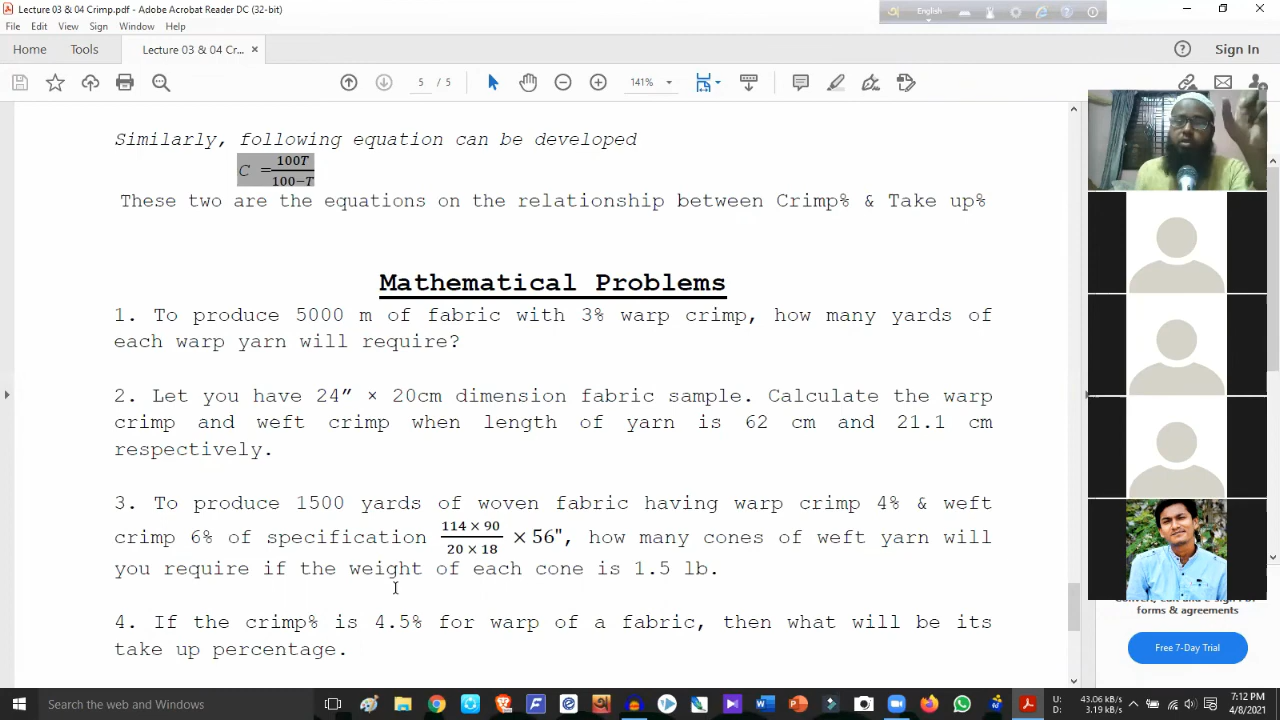 Lecture 03 & 04 Crimp.pdf - Adobe Acrobat Reader DC (32-bit)
English
File Edit View Sign Window Help
Home Tools Lecture 03 & 04 Cr... × Sign In
5 / 5 141%
Similarly, following equation can be developed
C = 100T/100−T
These two are the equations on the relationship between Crimp% & Take up%
Mathematical Problems
1. To produce 5000 m of fabric with 3% warp crimp, how many yards of
each warp yarn will require?
2. Let you have 24” × 20cm dimension fabric sample. Calculate the warp
crimp and weft crimp when length of yarn is 62 cm and 21.1 cm
respectively.
3. To produce 1500 yards of woven fabric having warp crimp 4% & weft
crimp 6% of specification 114 × 90/20 × 18 × 56", how many cones of weft yarn will
you require if the weight of each cone is 1.5 lb.
4. If the crimp% is 4.5% for warp of a fabric, then what will be its
take up percentage.
forms & agreements
Free 7-Day Trial
Search the web and Windows
U: 43.06 kB/s
D: 3.19 kB/s
7:12 PM
4/8/2021